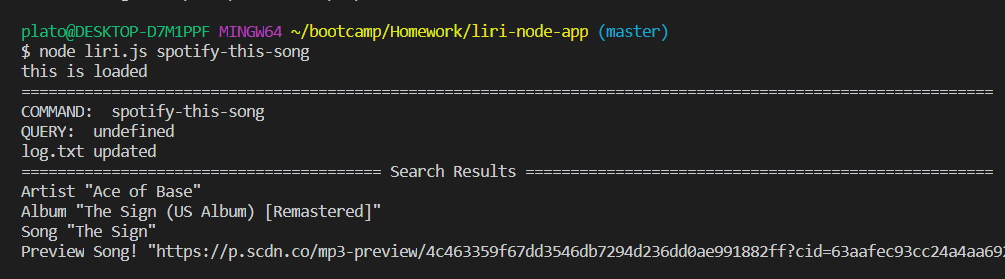 plato@DESKTOP-D7M1PPF MINGW64 ~/bootcamp/Homework/liri-node-app (master)
$ node liri.js spotify-this-song
this is loaded
============================================================================================================
COMMAND:  spotify-this-song
QUERY:  undefined
log.txt updated
======================================== Search Results ====================================================
Artist "Ace of Base"
Album "The Sign (US Album) [Remastered]"
Song "The Sign"
Preview Song! "https://p.scdn.co/mp3-preview/4c463359f67dd3546db7294d236dd0ae991882ff?cid=63aafec93cc24a4aa69